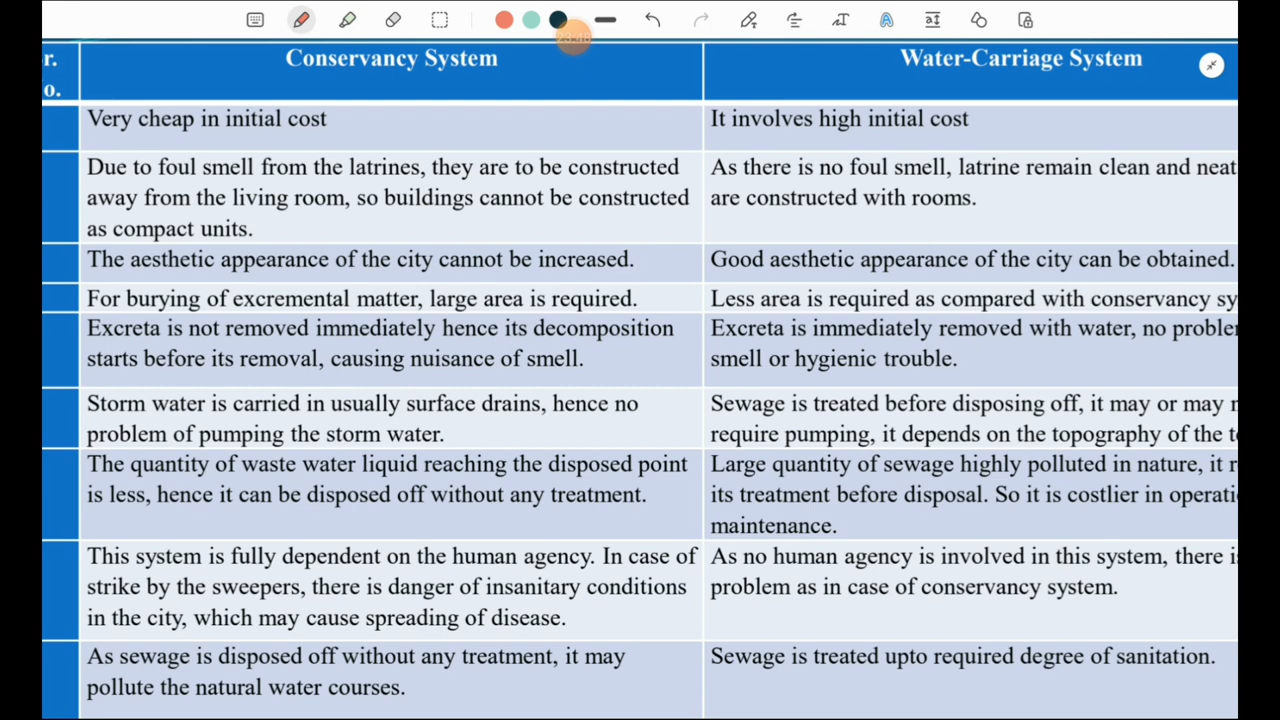 r.
o.
Conservancy System
Water-Carriage System
23:48
Very cheap in initial cost
It involves high initial cost
Due to foul smell from the latrines, they are to be constructed
away from the living room, so buildings cannot be constructed
as compact units.
As there is no foul smell, latrine remain clean and neat
are constructed with rooms.
The aesthetic appearance of the city cannot be increased.
Good aesthetic appearance of the city can be obtained.
For burying of excremental matter, large area is required.
Less area is required as compared with conservancy sy
Excreta is not removed immediately hence its decomposition
starts before its removal, causing nuisance of smell.
Excreta is immediately removed with water, no proble
smell or hygienic trouble.
Storm water is carried in usually surface drains, hence no
problem of pumping the storm water.
Sewage is treated before disposing off, it may or may
require pumping, it depends on the topography of the t
The quantity of waste water liquid reaching the disposed point
is less, hence it can be disposed off without any treatment.
Large quantity of sewage highly polluted in nature, it r
its treatment before disposal. So it is costlier in operati
maintenance.
This system is fully dependent on the human agency. In case of
strike by the sweepers, there is danger of insanitary conditions
in the city, which may cause spreading of disease.
As no human agency is involved in this system, there i
problem as in case of conservancy system.
As sewage is disposed off without any treatment, it may
pollute the natural water courses.
Sewage is treated upto required degree of sanitation.